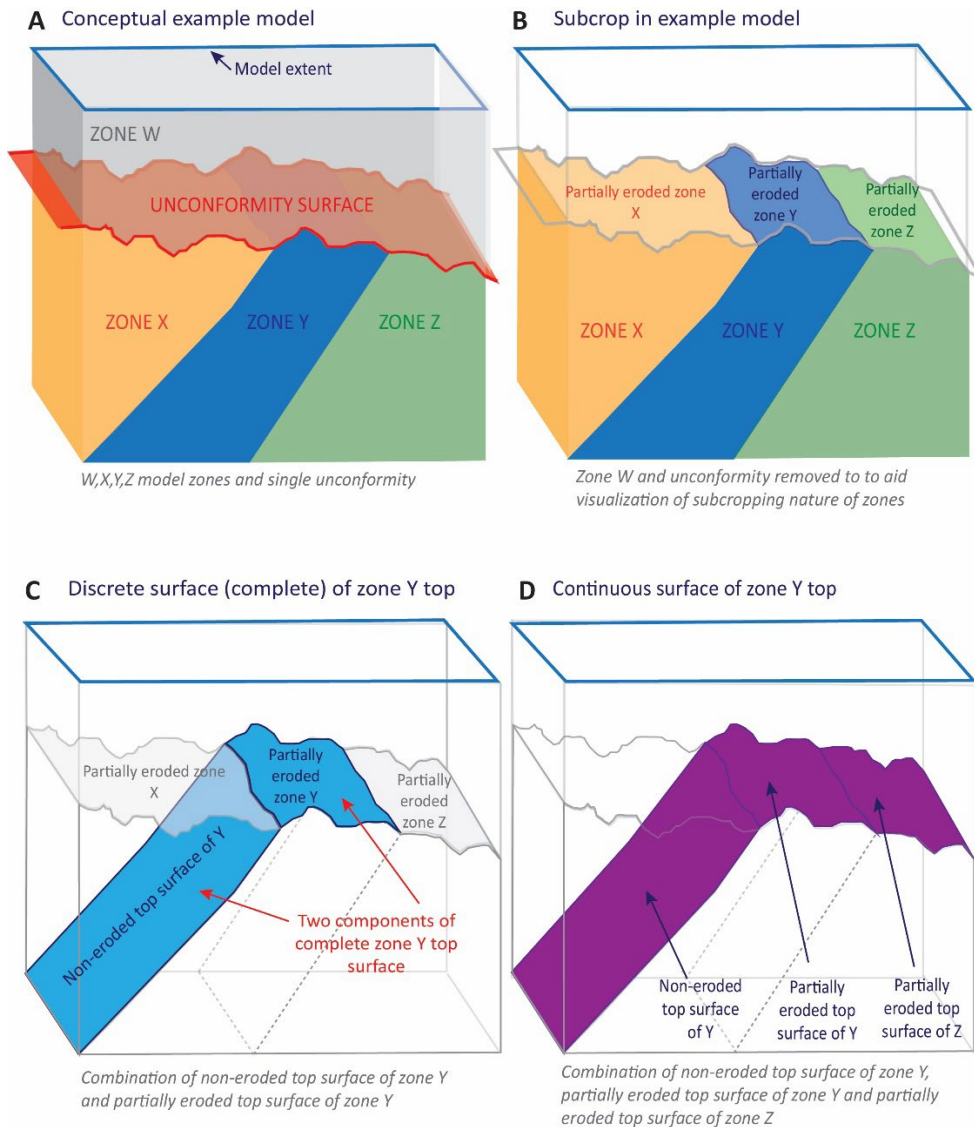 A Conceptual example model
Model extent
ZONE W
UNCONFORMITY SURFACE
ZONE X
ZONE Y
ZONE Z
W,X,Y,Z model zones and single unconformity
B Subcrop in example model
Partially eroded zone
X
Partially
eroded
zone Y
Partially
eroded
zone Z
ZONE X
ZONE Y
ZONE Z
Zone W and unconformity removed to to aid
visualization of subcropping nature of zones
C Discrete surface (complete) of zone Y top
Partially eroded zone
X
Partially
eroded
zone Y
Partially
eroded
zone Z
Non-eroded top surface of Y
Two components of
complete zone Y top
surface
Combination of non-eroded top surface of zone Y
and partially eroded top surface of zone Y
D Continuous surface of zone Y top
Non-eroded
top surface
of Y
Partially
eroded top
surface of Y
Partially
eroded top
surface of Z
Combination of non-eroded top surface of zone Y,
partially eroded top surface of zone Y and partially
eroded top surface of zone Z